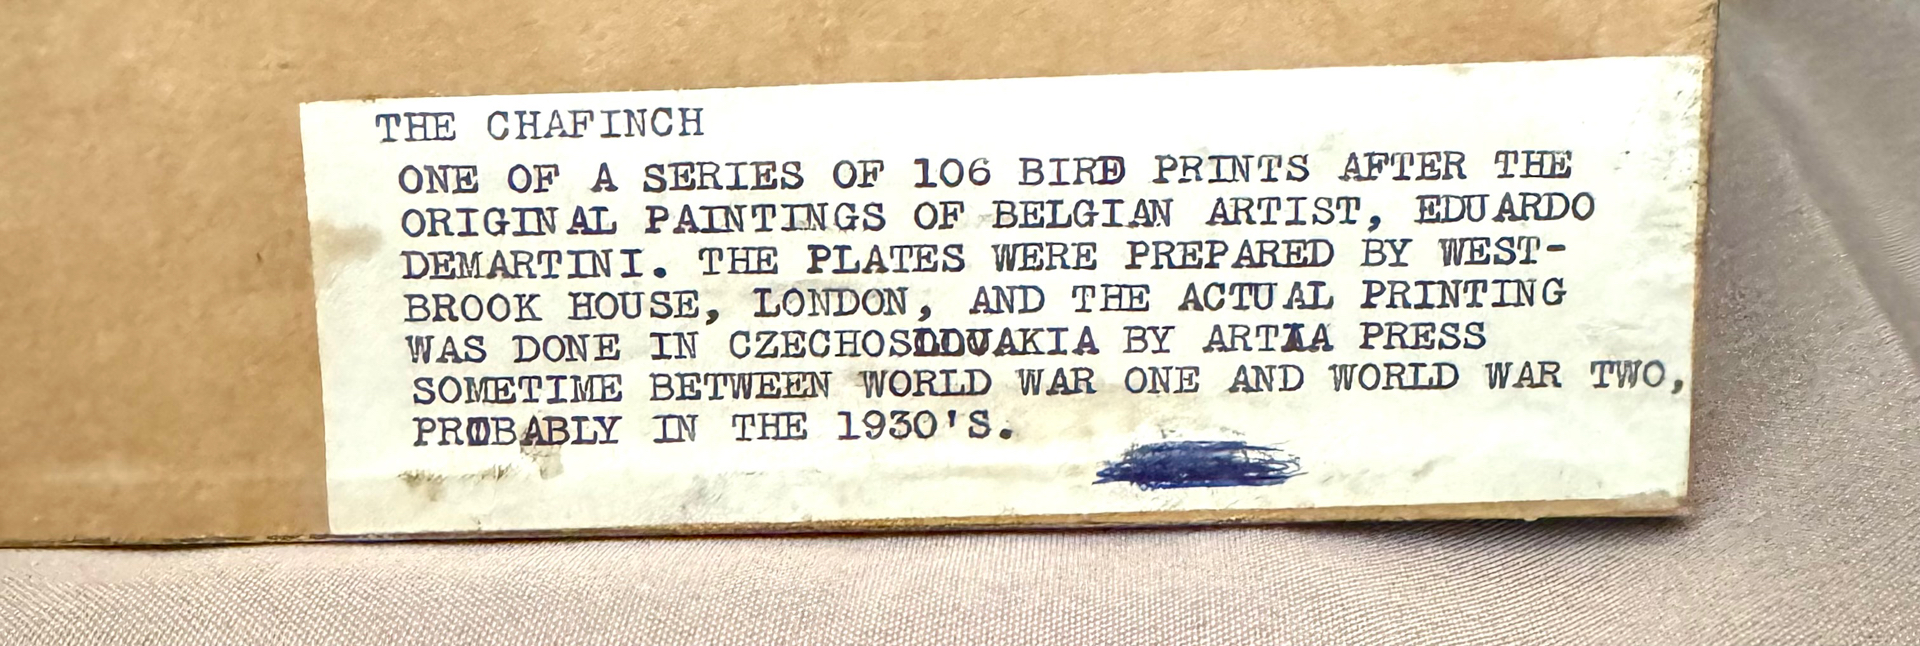 THE CHAFINCH
ONE OF A SERIES OF 106 BIRD PRINTS AFTER THE
ORIGINAL PAINTINGS OF BELGIAN ARTIST, EDUARDO
DEMARTINI. THE PLATES WERE PREPARED BY WEST-
BROOK HOUSE, LONDON, AND THE ACTUAL PRINTING
WAS DONE IN CZECHOSLOVAKIA BY ARTIA PRESS
SOMETIME BETWEEN WORLD WAR ONE AND WORLD WAR TWO,
PROBABLY IN THE 1930'S.